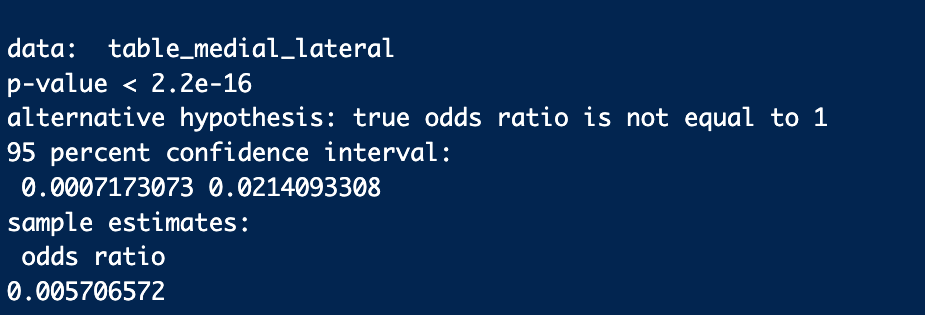 data:  table_medial_lateral
p-value < 2.2e-16
alternative hypothesis: true odds ratio is not equal to 1
95 percent confidence interval:
 0.0007173073 0.0214093308
sample estimates:
 odds ratio
0.005706572